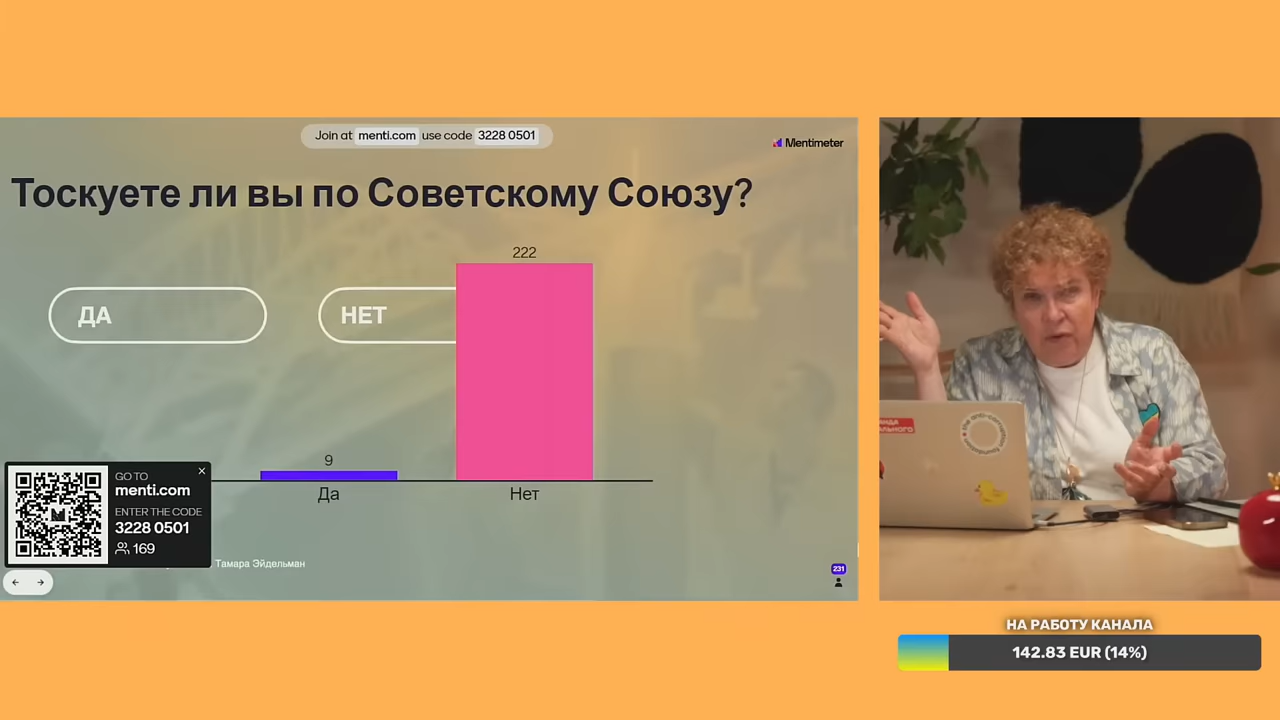 Join at menti.com use code 3228 0501
Mentimeter
Тоскуете ли вы по Советскому Союзу?
222
ДА
НЕТ
9
Да
Нет
GO TO
menti.com
ENTER THE CODE
3228 0501
169
Тамара Эйдельман
231
НА РАБОТУ КАНАЛА
142.83 EUR (14%)